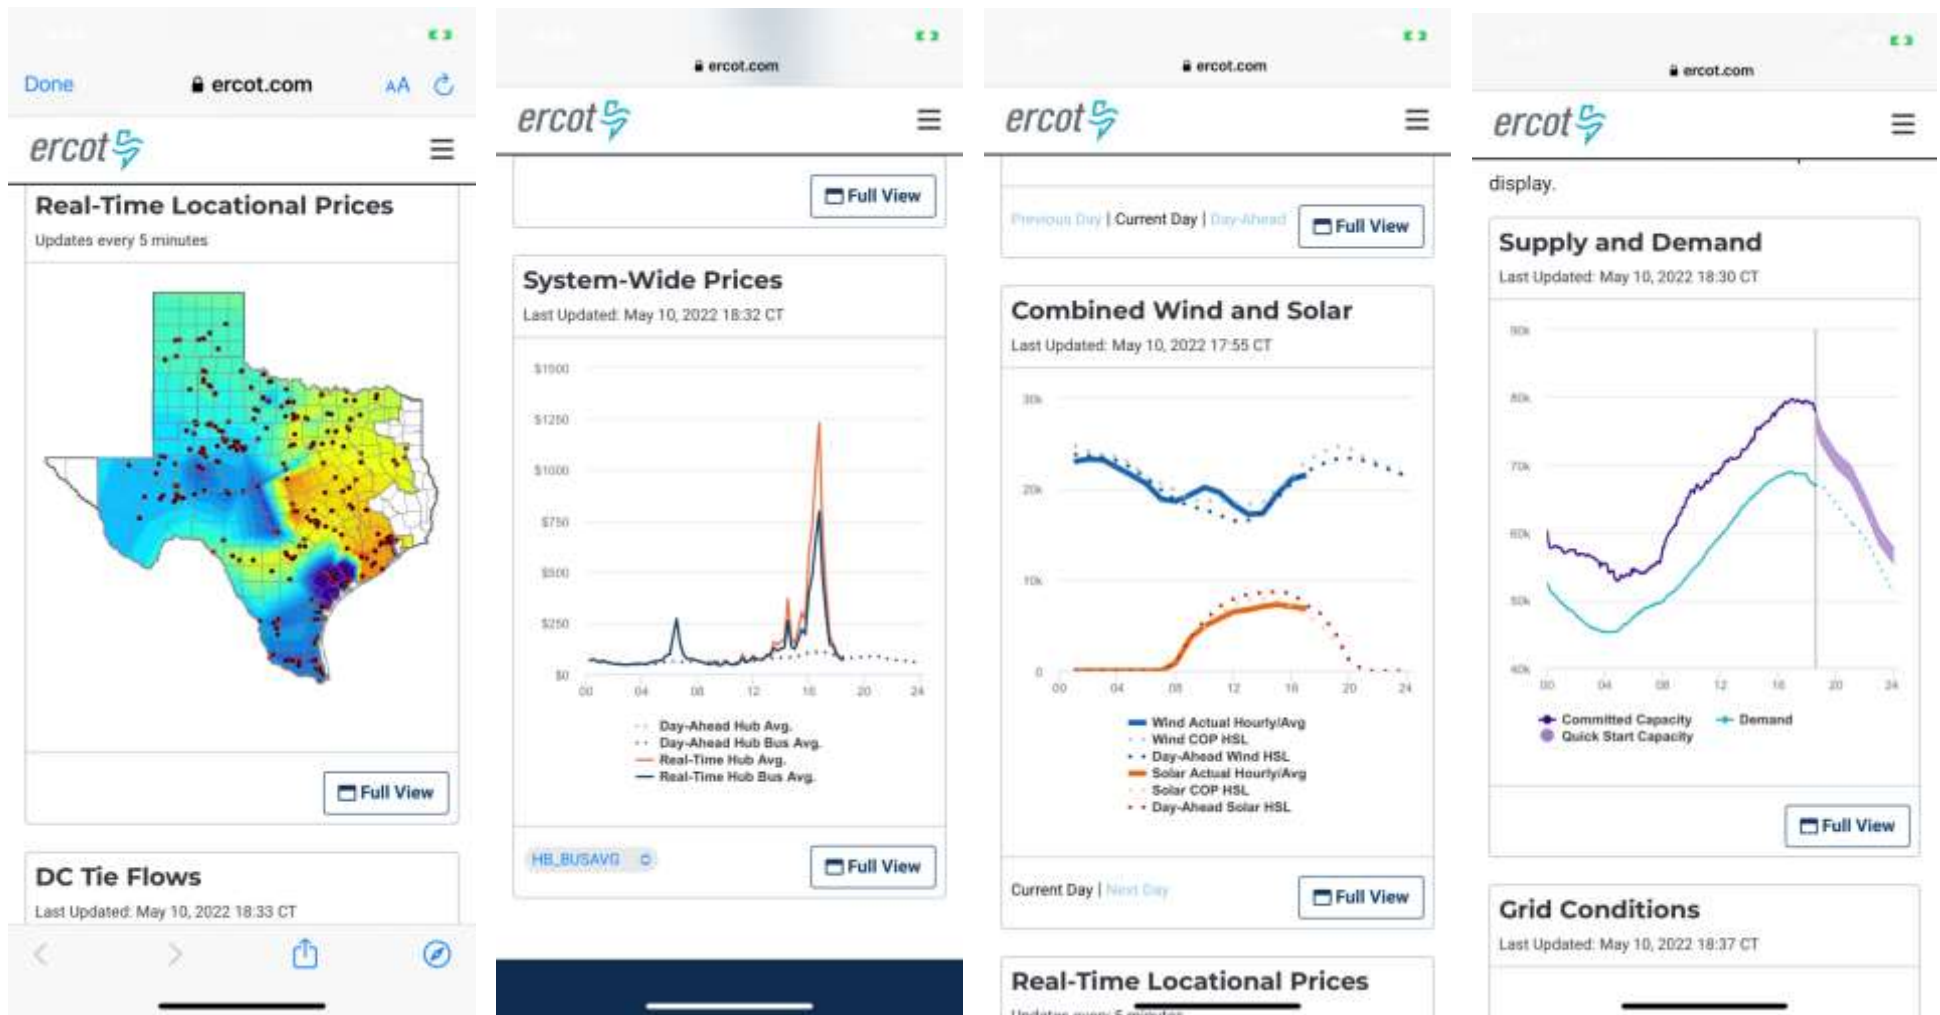 Done
ercot.com
AA
ercot
Real-Time Locational Prices
Updates every 5 minutes
Full View
DC Tie Flows
Last Updated: May 10, 2022 18:33 CT
ercot.com
ercot
Full View
System-Wide Prices
Last Updated: May 10, 2022 18:32 CT
$1500
$1250
$1000
$750
$500
$250
$0
00 04 08 12 16 20 24
Day-Ahead Hub Avg.
Day-Ahead Hub Bus Avg.
Real-Time Hub Avg.
Real-Time Hub Bus Avg.
HB_BUSAVG
Full View
ercot.com
ercot
Previous Day | Current Day | Day-Ahead
Full View
Combined Wind and Solar
Last Updated: May 10, 2022 17:55 CT
30k
20k
10k
0
00 04 08 12 16 20 24
Wind Actual Hourly/Avg
Wind COP HSL
Day-Ahead Wind HSL
Solar Actual Hourly/Avg
Solar COP HSL
Day-Ahead Solar HSL
Current Day | Next Day
Full View
Real-Time Locational Prices
Updates every 5 minutes
ercot.com
ercot
display.
Supply and Demand
Last Updated: May 10, 2022 18:30 CT
90k
80k
70k
60k
50k
40k
00 04 08 12 16 20 24
Committed Capacity Demand
Quick Start Capacity
Full View
Grid Conditions
Last Updated: May 10, 2022 18:37 CT